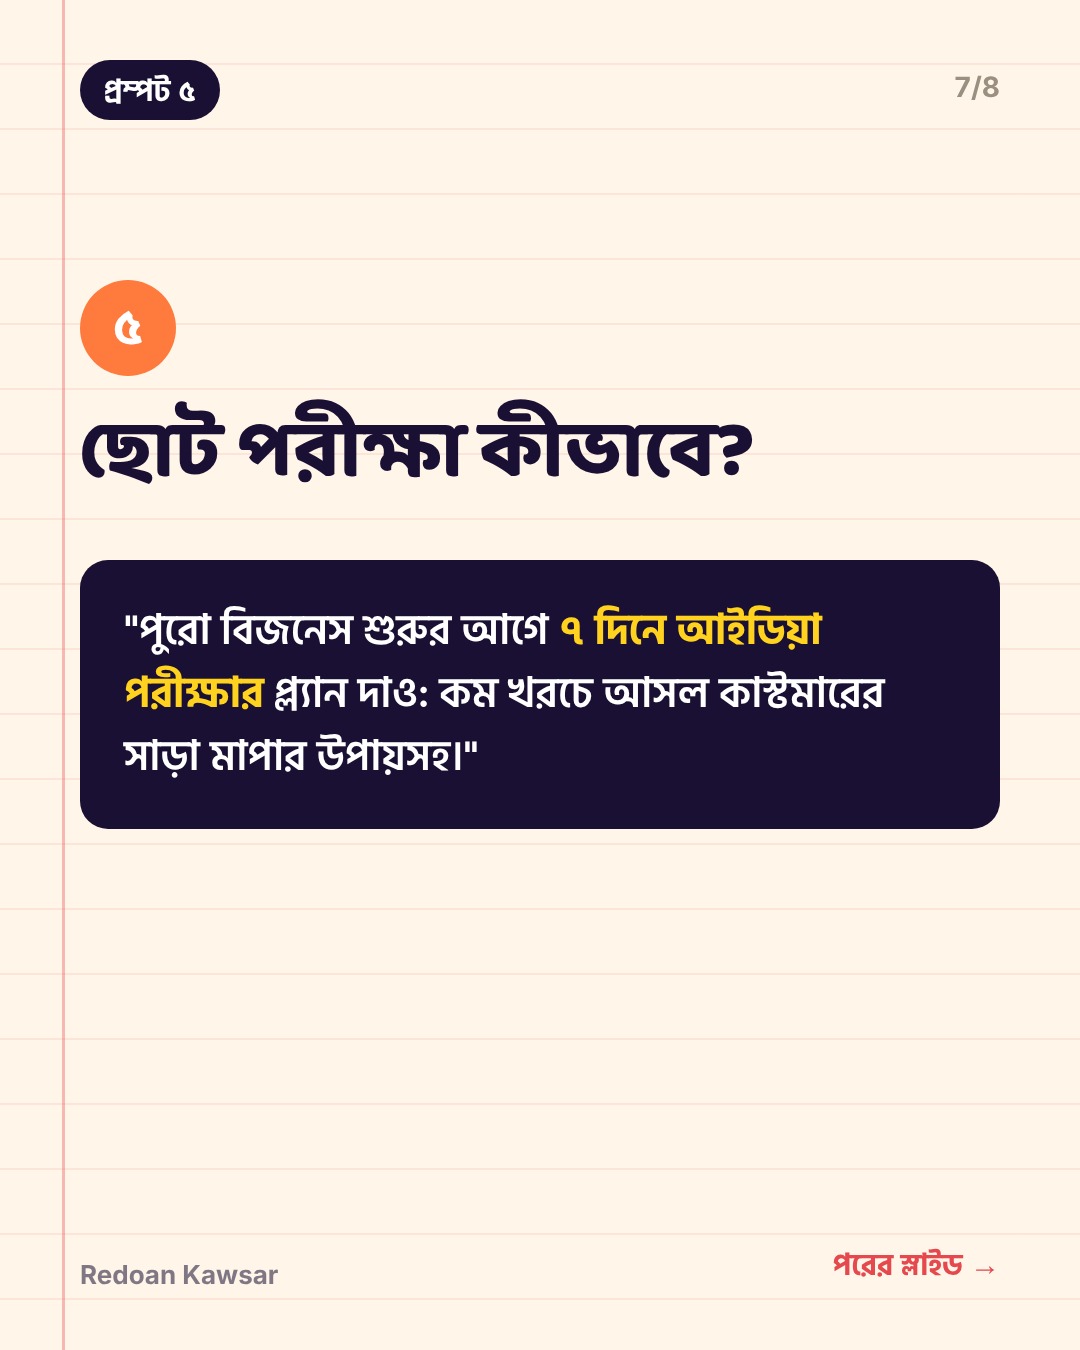 প্রম্পট ৫
7/8
৫
ছোট পরীক্ষা কীভাবে?
"পুরো বিজনেস শুরুর আগে ৭ দিনে আইডিয়া
পরীক্ষার প্ল্যান দাও: কম খরচে আসল কাস্টমারের
সাড়া মাপার উপায়সহ।"
Redoan Kawsar
পরের স্লাইড →